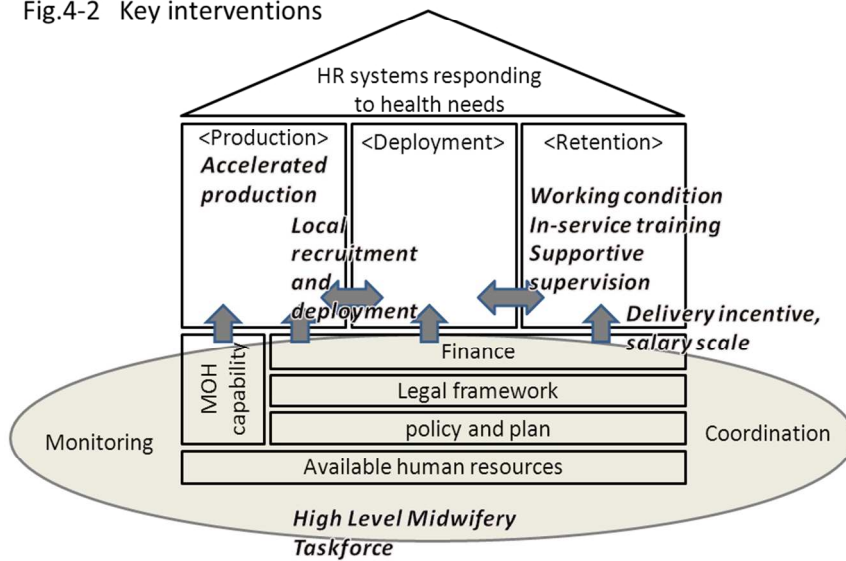 Fig.4-2 Key interventions
HR systems responding
to health needs
<Production>
Accelerated
production
Local
recruitment
and
deployment
<Deployment>
<Retention>
Working condition
In-service training
Supportive
supervision
Delivery incentive,
salary scale
MOH
capability
Finance
Legal framework
policy and plan
Available human resources
Monitoring
Coordination
High Level Midwifery
Taskforce